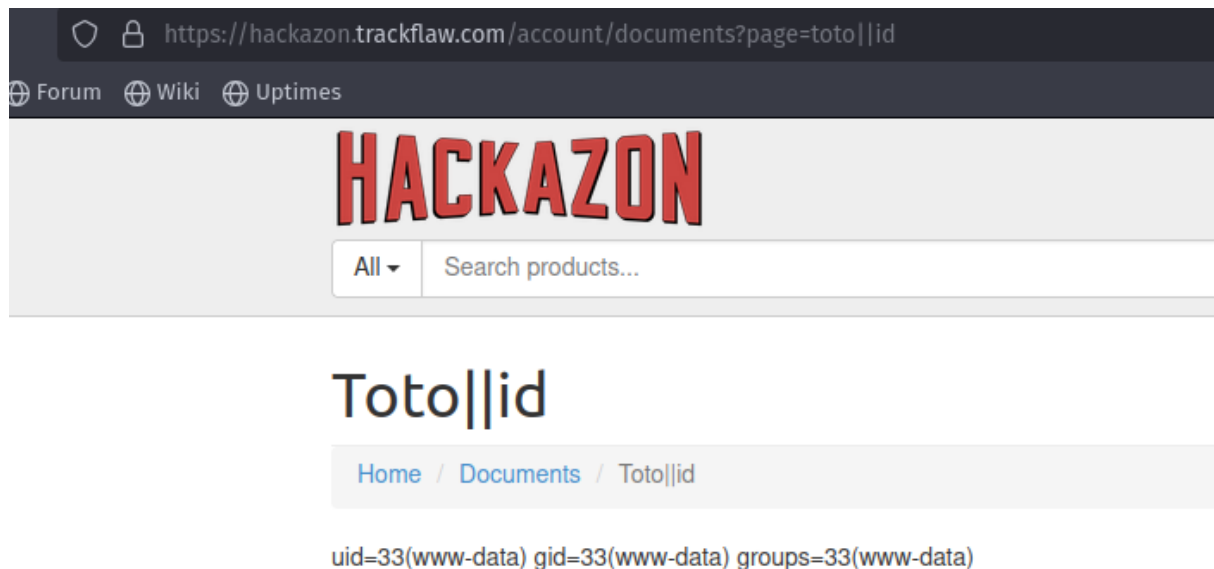 https://hackazon.trackflaw.com/account/documents?page=toto||id
Forum Wiki Uptimes
HACKAZON
All Search products...
Toto||id
Home / Documents / Toto||id
uid=33(www-data) gid=33(www-data) groups=33(www-data)